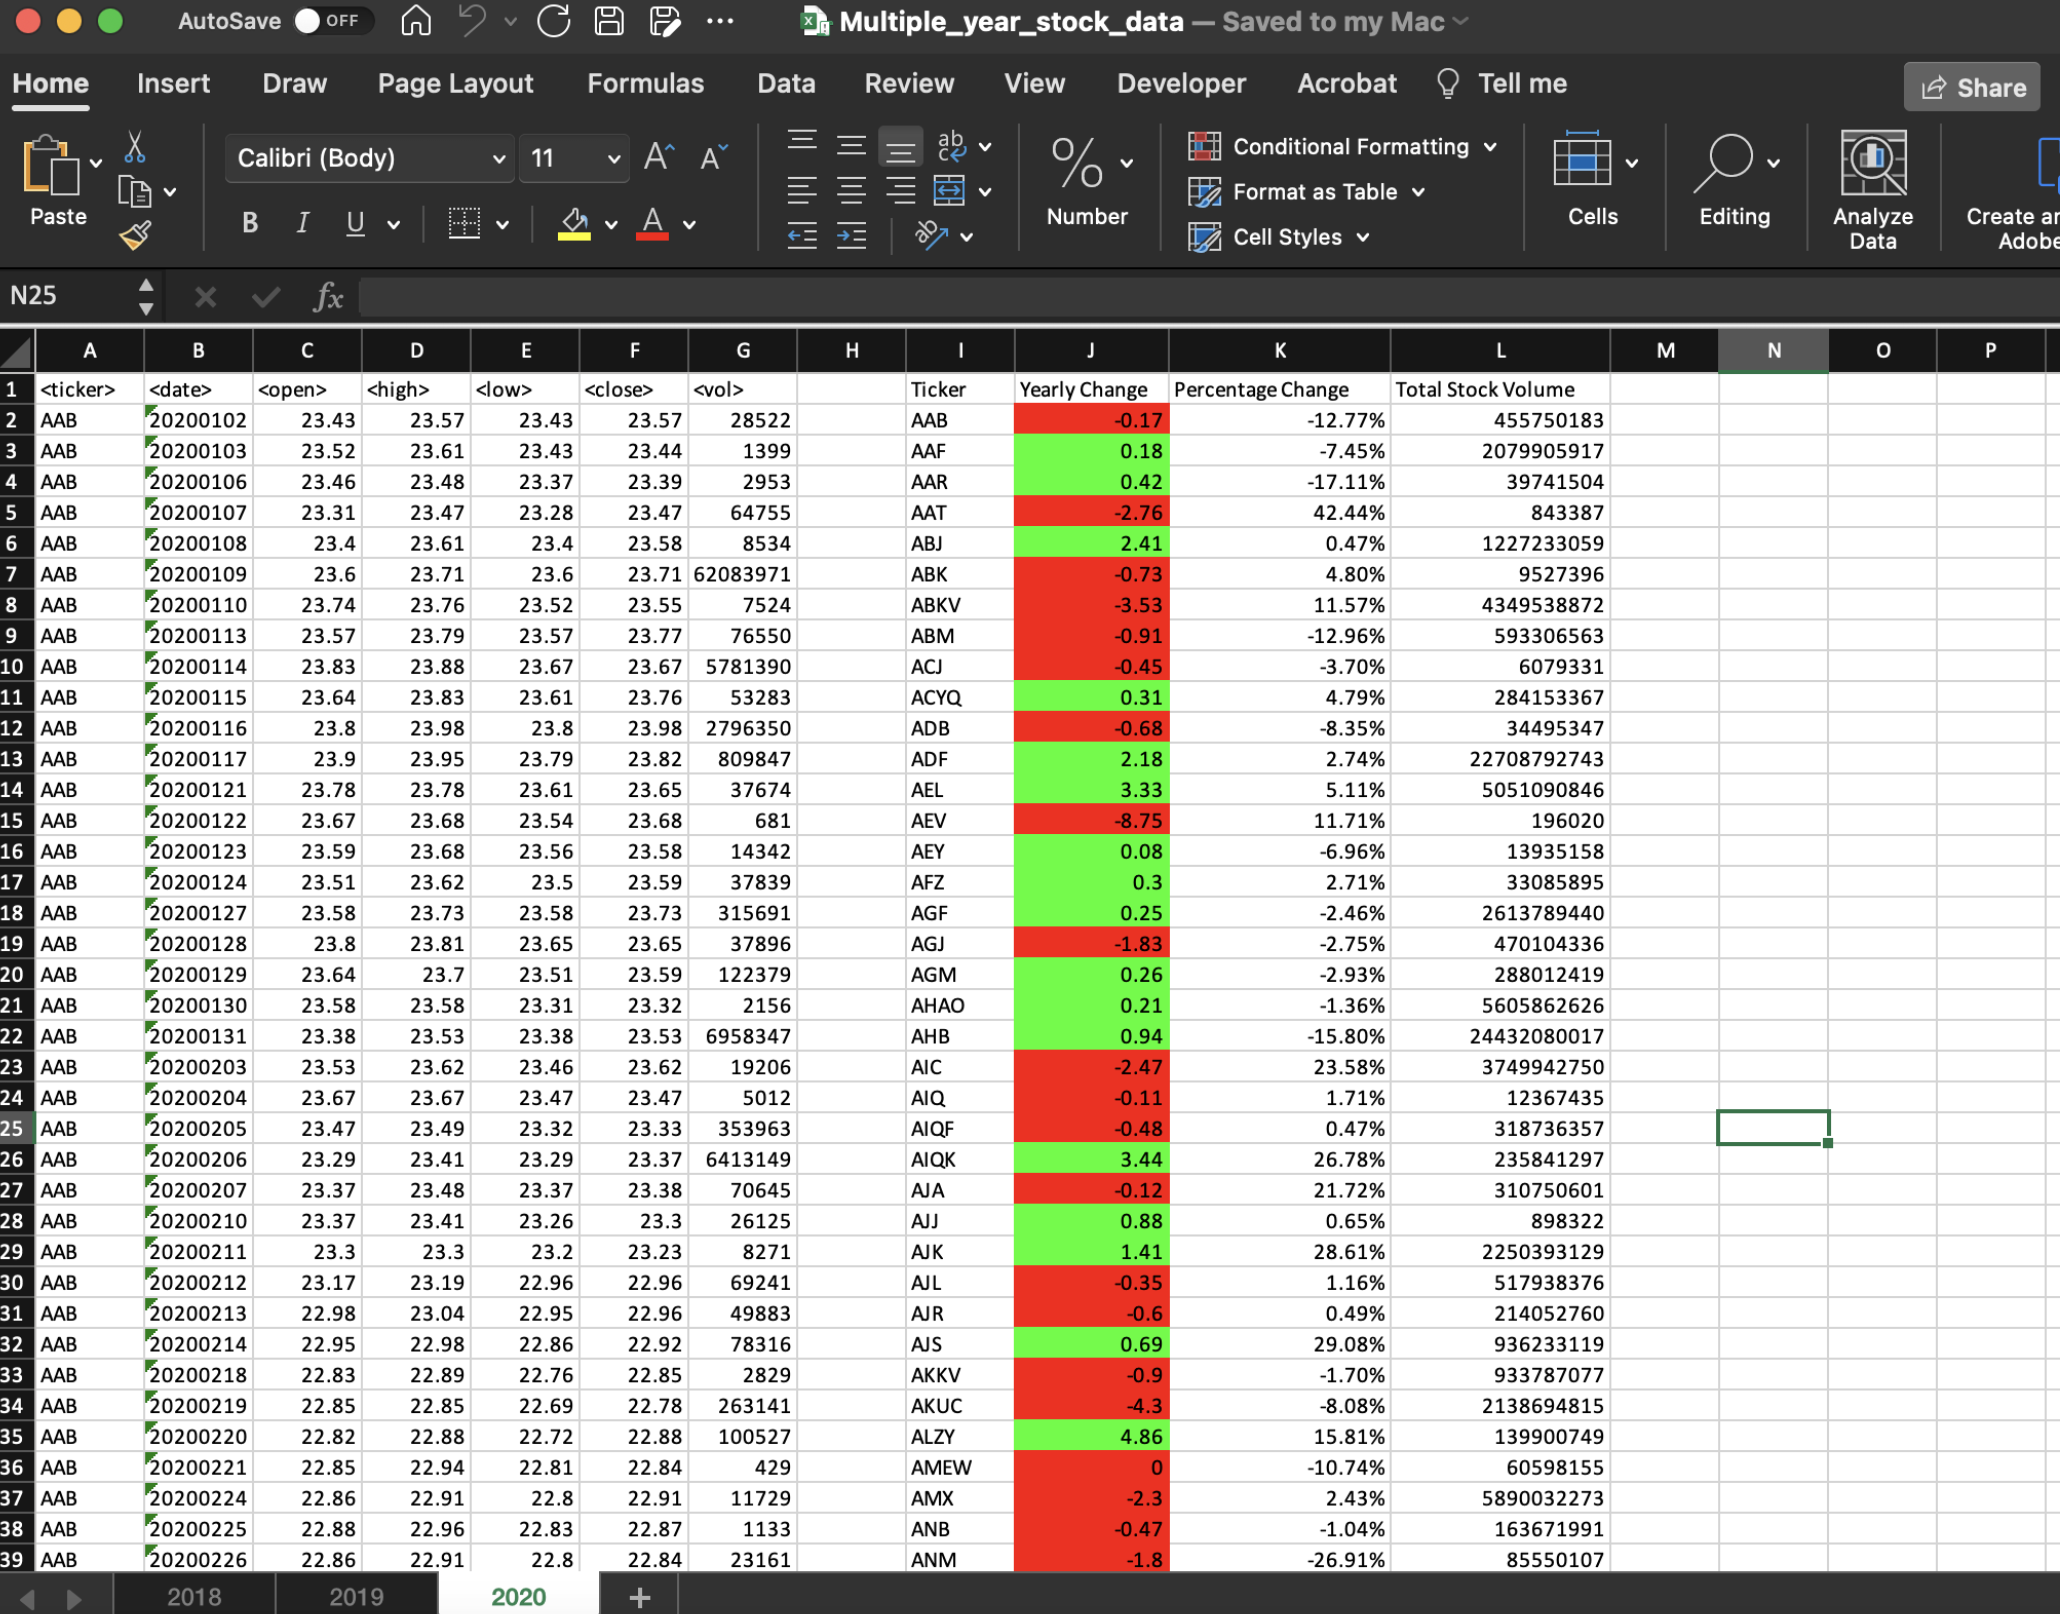 AutoSave OFF Multiple_year_stock_data — Saved to my Mac
Home Insert Draw Page Layout Formulas Data Review View Developer Acrobat Tell me Share
Paste Calibri (Body) 11 A A ab c % Number Conditional Formatting Format as Table Cell Styles Cells Editing Analyze Data Create an Adobe
B I U A ab
N25 fx
A B C D E F G H I J K L M N O P
1 <ticker> <date> <open> <high> <low> <close> <vol> Ticker Yearly Change Percentage Change Total Stock Volume
2 AAB 20200102 23.43 23.57 23.43 23.57 28522 AAB -0.17 -12.77% 455750183
3 AAB 20200103 23.52 23.61 23.43 23.44 1399 AAF 0.18 -7.45% 2079905917
4 AAB 20200106 23.46 23.48 23.37 23.39 2953 AAR 0.42 -17.11% 39741504
5 AAB 20200107 23.31 23.47 23.28 23.47 64755 AAT -2.76 42.44% 843387
6 AAB 20200108 23.4 23.61 23.4 23.58 8534 ABJ 2.41 0.47% 1227233059
7 AAB 20200109 23.6 23.71 23.6 23.71 62083971 ABK -0.73 4.80% 9527396
8 AAB 20200110 23.74 23.76 23.52 23.55 7524 ABKV -3.53 11.57% 4349538872
9 AAB 20200113 23.57 23.79 23.57 23.77 76550 ABM -0.91 -12.96% 593306563
10 AAB 20200114 23.83 23.88 23.67 23.67 5781390 ACJ -0.45 -3.70% 6079331
11 AAB 20200115 23.64 23.83 23.61 23.76 53283 ACYQ 0.31 4.79% 284153367
12 AAB 20200116 23.8 23.98 23.8 23.98 2796350 ADB -0.68 -8.35% 34495347
13 AAB 20200117 23.9 23.95 23.79 23.82 809847 ADF 2.18 2.74% 22708792743
14 AAB 20200121 23.78 23.78 23.61 23.65 37674 AEL 3.33 5.11% 5051090846
15 AAB 20200122 23.67 23.68 23.54 23.68 681 AEV -8.75 11.71% 196020
16 AAB 20200123 23.59 23.68 23.56 23.58 14342 AEY 0.08 -6.96% 13935158
17 AAB 20200124 23.51 23.62 23.5 23.59 37839 AFZ 0.3 2.71% 33085895
18 AAB 20200127 23.58 23.73 23.58 23.73 315691 AGF 0.25 -2.46% 2613789440
19 AAB 20200128 23.8 23.81 23.65 23.65 37896 AGJ -1.83 -2.75% 470104336
20 AAB 20200129 23.64 23.7 23.51 23.59 122379 AGM 0.26 -2.93% 288012419
21 AAB 20200130 23.58 23.58 23.31 23.32 2156 AHAO 0.21 -1.36% 5605862626
22 AAB 20200131 23.38 23.53 23.38 23.53 6958347 AHB 0.94 -15.80% 24432080017
23 AAB 20200203 23.53 23.62 23.46 23.62 19206 AIC -2.47 23.58% 3749942750
24 AAB 20200204 23.67 23.67 23.47 23.47 5012 AIQ -0.11 1.71% 12367435
25 AAB 20200205 23.47 23.49 23.32 23.33 353963 AIQF -0.48 0.47% 318736357
26 AAB 20200206 23.29 23.41 23.29 23.37 6413149 AIQK 3.44 26.78% 235841297
27 AAB 20200207 23.37 23.48 23.37 23.38 70645 AJA -0.12 21.72% 310750601
28 AAB 20200210 23.37 23.41 23.26 23.3 26125 AJJ 0.88 0.65% 898322
29 AAB 20200211 23.3 23.3 23.2 23.23 8271 AJK 1.41 28.61% 2250393129
30 AAB 20200212 23.17 23.19 22.96 22.96 69241 AJL -0.35 1.16% 517938376
31 AAB 20200213 22.98 23.04 22.95 22.96 49883 AJR -0.6 0.49% 214052760
32 AAB 20200214 22.95 22.98 22.86 22.92 78316 AJS 0.69 29.08% 936233119
33 AAB 20200218 22.83 22.89 22.76 22.85 2829 AKKV -0.9 -1.70% 933787077
34 AAB 20200219 22.85 22.85 22.69 22.78 263141 AKUC -4.3 -8.08% 2138694815
35 AAB 20200220 22.82 22.88 22.72 22.88 100527 ALZY 4.86 15.81% 139900749
36 AAB 20200221 22.85 22.94 22.81 22.84 429 AMEW 0 -10.74% 60598155
37 AAB 20200224 22.86 22.91 22.8 22.91 11729 AMX -2.3 2.43% 5890032273
38 AAB 20200225 22.88 22.96 22.83 22.87 1133 ANB -0.47 -1.04% 163671991
39 AAB 20200226 22.86 22.91 22.8 22.84 23161 ANM -1.8 -26.91% 85550107
2018 2019 2020 +